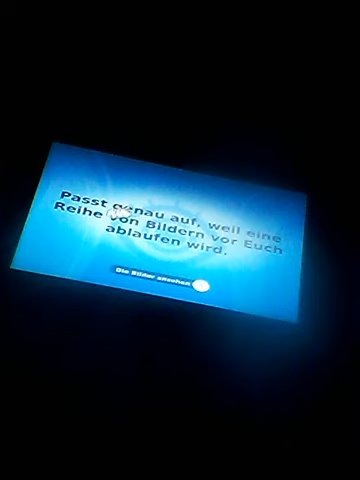 Passt genau auf, weil eine
Reihe von Bildern vor Euch
ablaufen wird.
Die Bilder ansehen